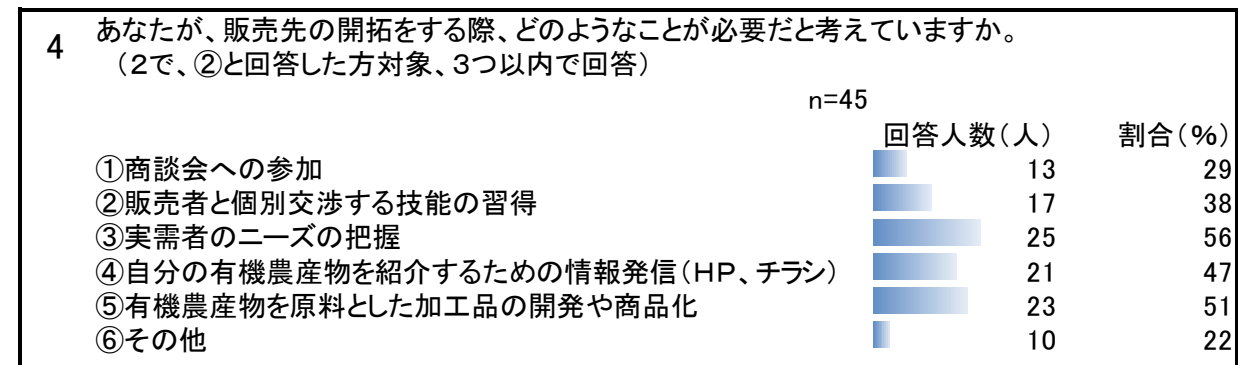 4 あなたが、販売先の開拓をする際、どのようなことが必要だと考えていますか。
（２で、②と回答した方対象、３つ以内で回答）
n=45
回答人数（人） 割合（％）
①商談会への参加 13 29
②販売者と個別交渉する技能の習得 17 38
③実需者のニーズの把握 25 56
④自分の有機農産物を紹介するための情報発信（ＨＰ、チラシ） 21 47
⑤有機農産物を原料とした加工品の開発や商品化 23 51
⑥その他 10 22